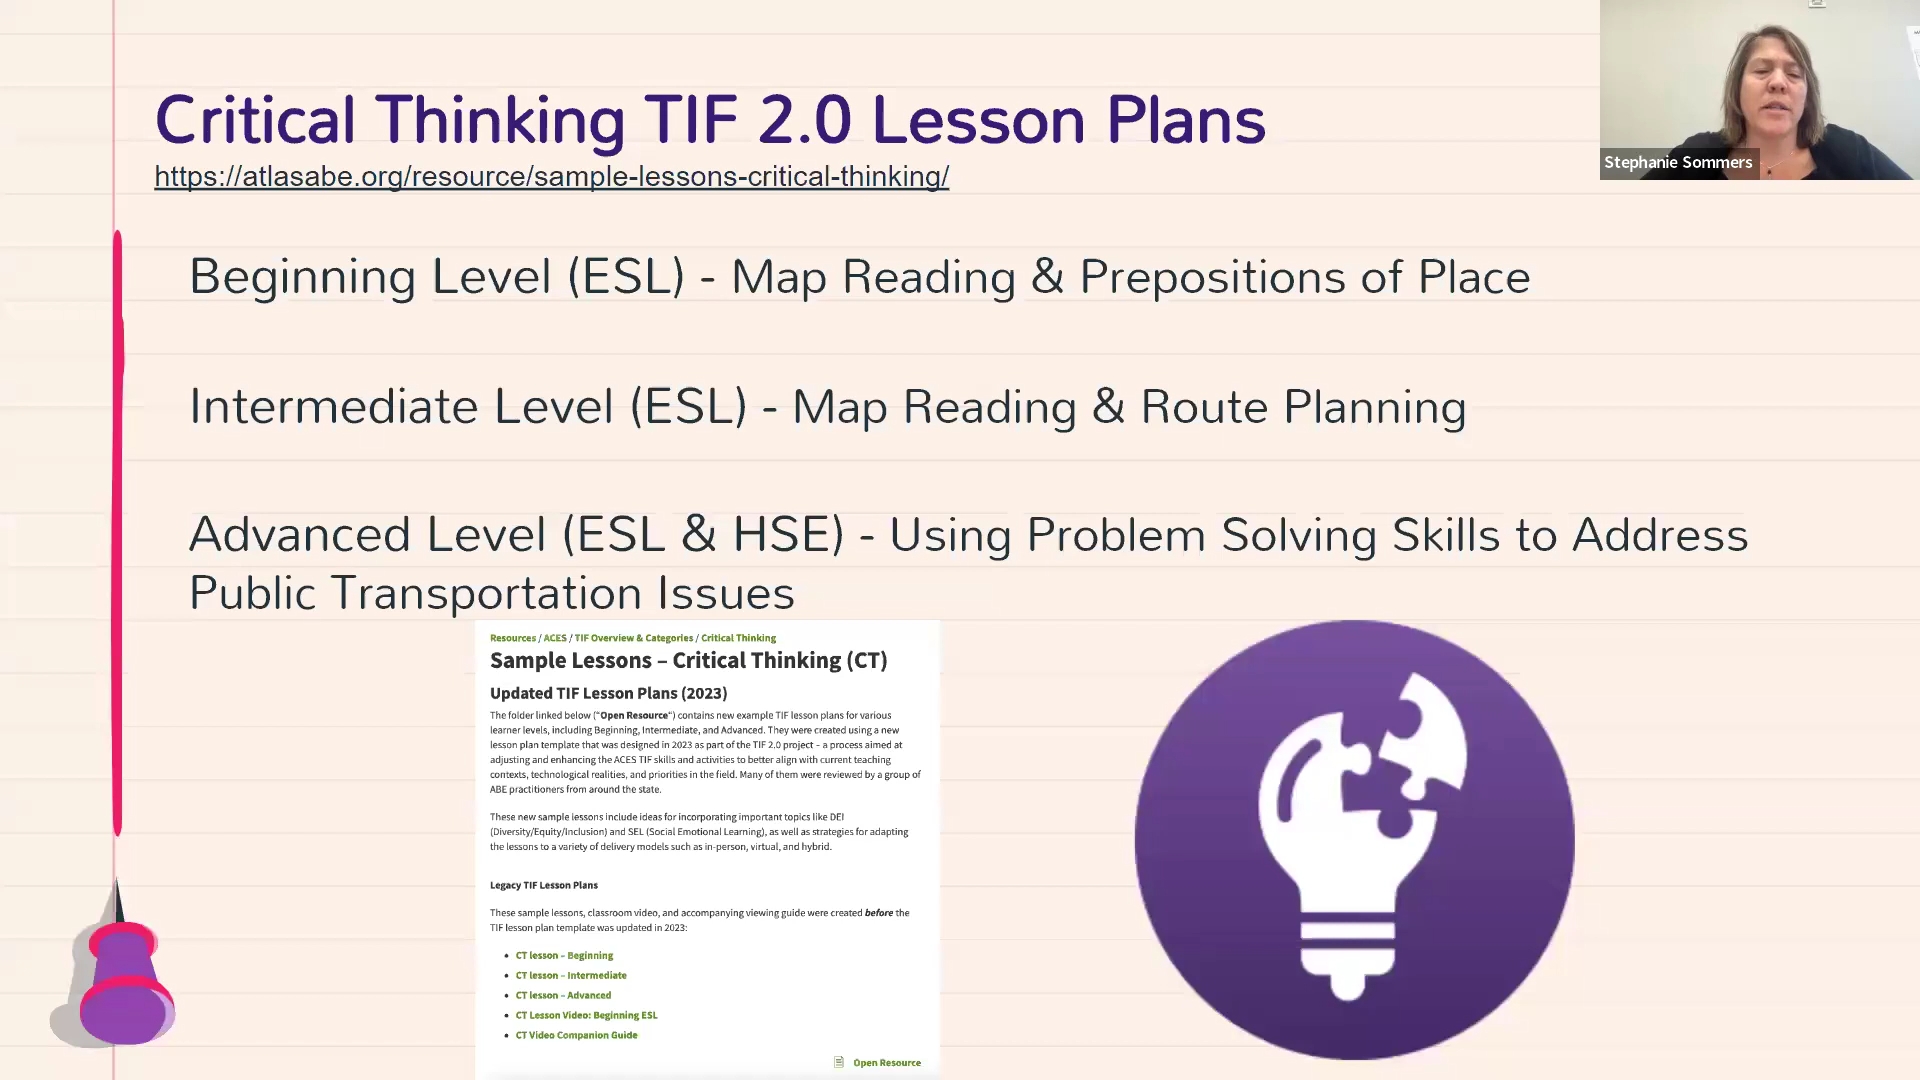 Critical Thinking TIF 2.0 Lesson Plans
https://atlasabe.org/resource/sample-lessons-critical-thinking/
Stephanie Sommers
Beginning Level (ESL) - Map Reading & Prepositions of Place
Intermediate Level (ESL) - Map Reading & Route Planning
Advanced Level (ESL & HSE) - Using Problem Solving Skills to Address
Public Transportation Issues
Resources / ACES / TIF Overview & Categories / Critical Thinking
Sample Lessons – Critical Thinking (CT)
Updated TIF Lesson Plans (2023)
The folder linked below (“Open Resource“) contains new example TIF lesson plans for various
learner levels, including Beginning, Intermediate, and Advanced. They were created using a new
lesson plan template that was designed in 2023 as part of the TIF 2.0 project – a process aimed at
adjusting and enhancing the ACES TIF skills and activities to better align with current teaching
contexts, technological realities, and priorities in the field. Many of them were reviewed by a group of
ABE practitioners from around the state.
These new sample lessons include ideas for incorporating important topics like DEI
(Diversity/Equity/Inclusion) and SEL (Social Emotional Learning), as well as strategies for adapting
the lessons to a variety of delivery models such as in-person, virtual, and hybrid.
Legacy TIF Lesson Plans
These sample lessons, classroom video, and accompanying viewing guide were created before the
TIF lesson plan template was updated in 2023:
• CT lesson – Beginning
• CT lesson – Intermediate
• CT lesson – Advanced
• CT Lesson Video: Beginning ESL
• CT Video Companion Guide
Open Resource